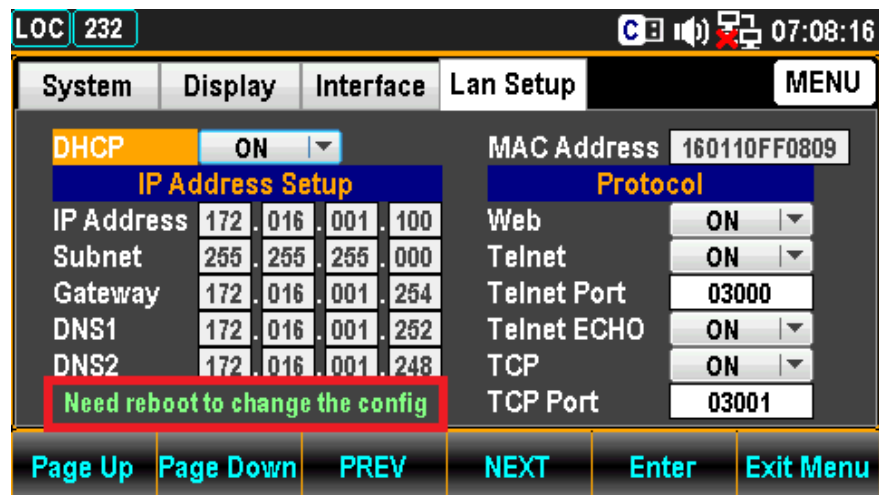 LOC 232 C 07:08:16
System Display Interface Lan Setup MENU
DHCP ON MAC Address 160110FF0809
IP Address Setup Protocol
IP Address 172 . 016 . 001 . 100 Web ON
Subnet 255 . 255 . 255 . 000 Telnet ON
Gateway 172 . 016 . 001 . 254 Telnet Port 03000
DNS1 172 . 016 . 001 . 252 Telnet ECHO ON
DNS2 172 . 016 . 001 . 248 TCP ON
Need reboot to change the config TCP Port 03001
Page Up Page Down PREV NEXT Enter Exit Menu